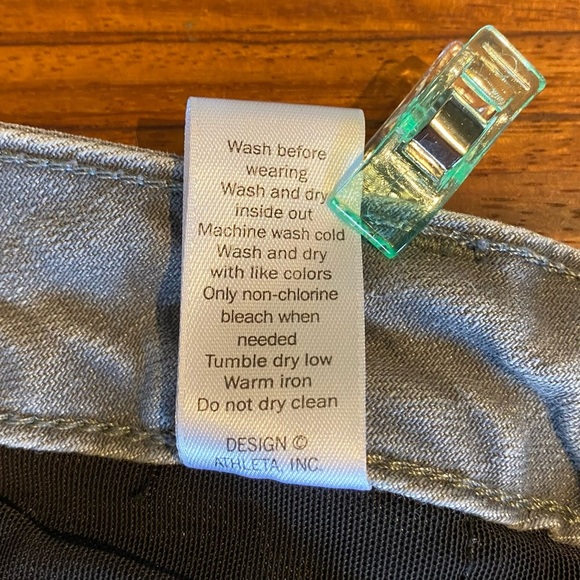 Wash before
wearing
Wash and dry
inside out
Machine wash cold
Wash and dry
with like colors
Only non-chlorine
bleach when
needed
Tumble dry low
Warm iron
Do not dry clean
DESIGN ©
ATHLETA, INC.